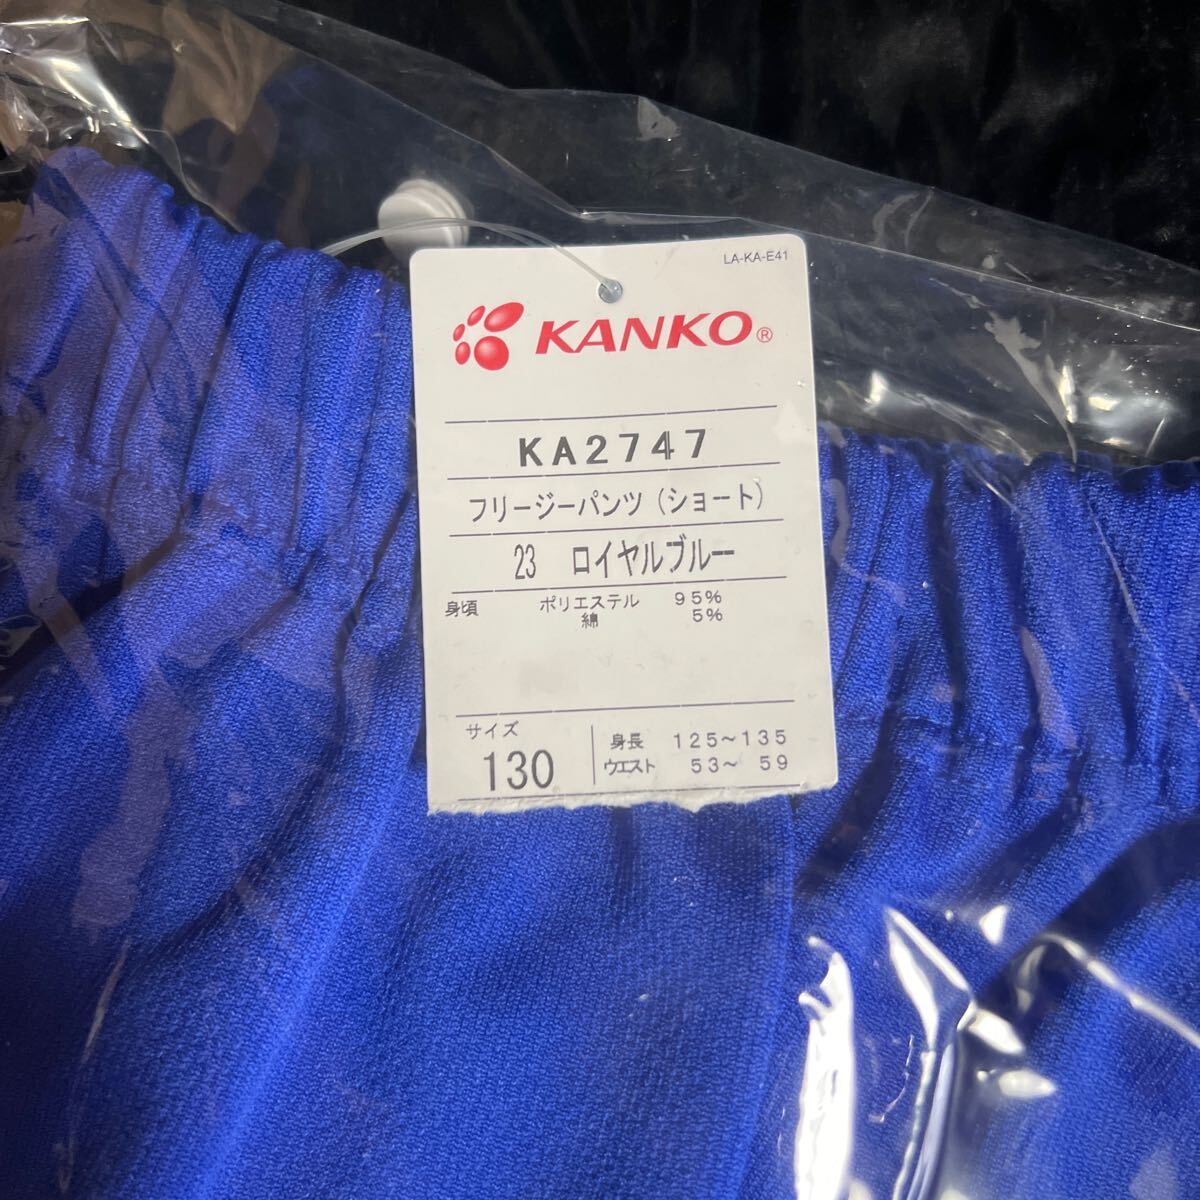 LA-KA-E41
KANKO®
KA2747
フリージーパンツ（ショート）
23 ロイヤルブルー
身頃 ポリエステル 95%
綿 5%
サイズ
130
身長 125～135
ウエスト 53～ 59